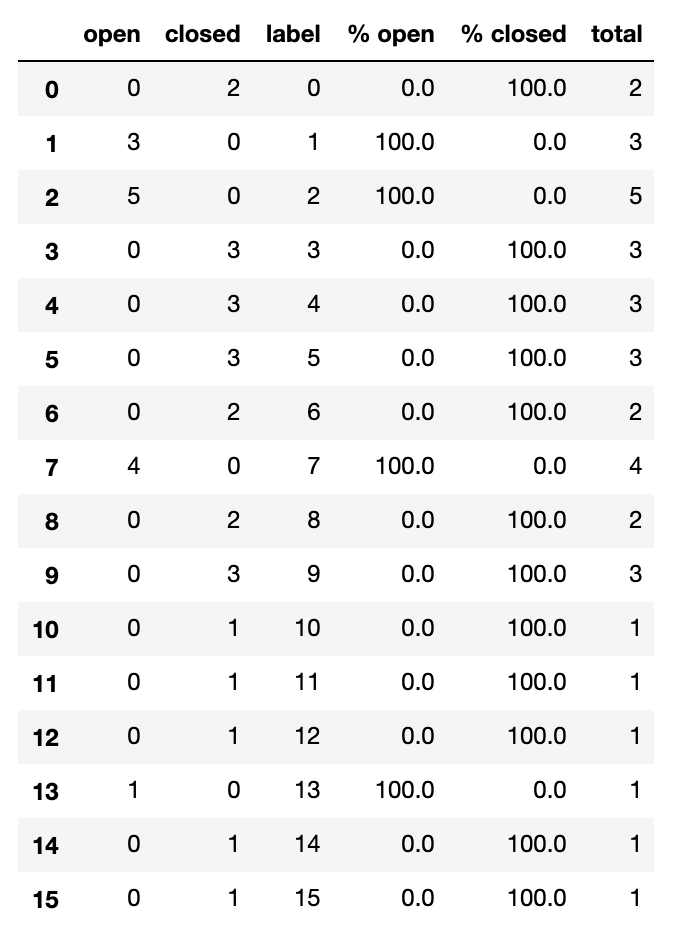 open closed label % open % closed total
0 0 2 0 0.0 100.0 2
1 3 0 1 100.0 0.0 3
2 5 0 2 100.0 0.0 5
3 0 3 3 0.0 100.0 3
4 0 3 4 0.0 100.0 3
5 0 3 5 0.0 100.0 3
6 0 2 6 0.0 100.0 2
7 4 0 7 100.0 0.0 4
8 0 2 8 0.0 100.0 2
9 0 3 9 0.0 100.0 3
10 0 1 10 0.0 100.0 1
11 0 1 11 0.0 100.0 1
12 0 1 12 0.0 100.0 1
13 1 0 13 100.0 0.0 1
14 0 1 14 0.0 100.0 1
15 0 1 15 0.0 100.0 1